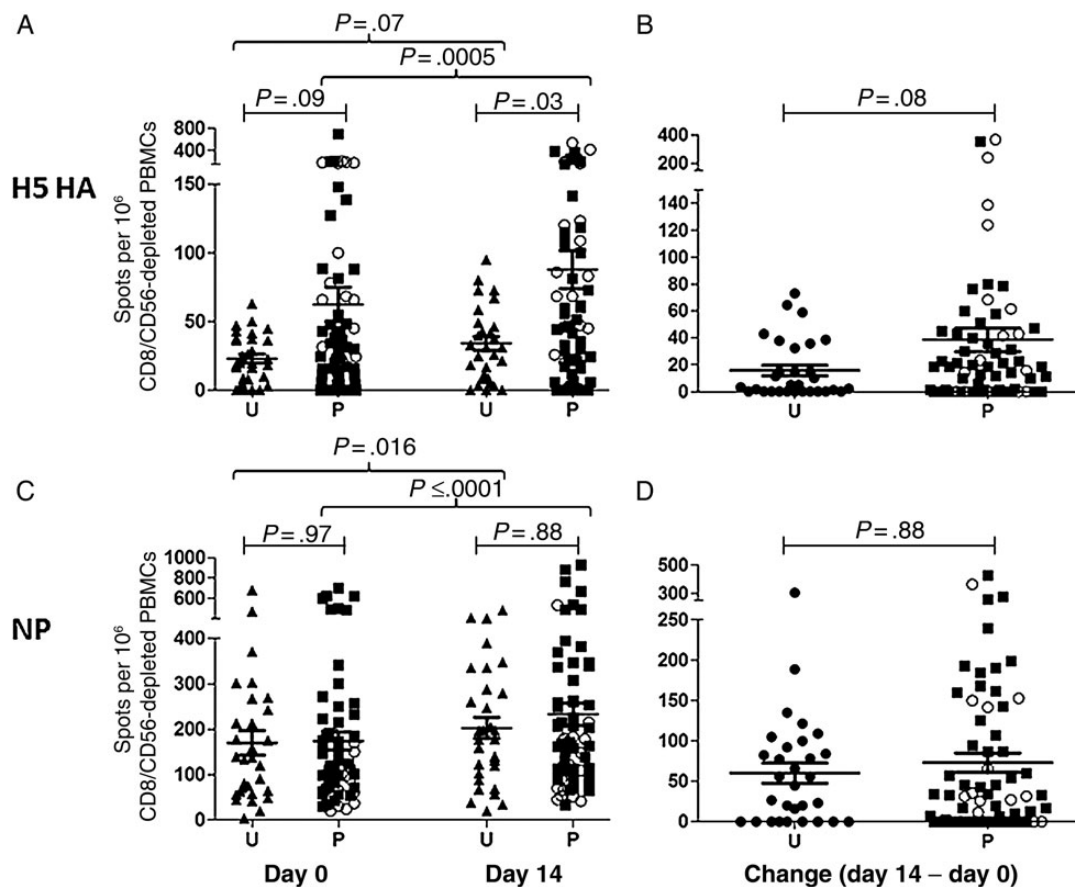 A
P = .07
P = .0005
P = .09
P = .03
H5 HA
Spots per 10⁶
CD8/CD56-depleted PBMCs
800
400
150
100
50
0
U
P
U
P
B
P = .08
400
200
140
120
100
80
60
40
20
0
U
P
C
P = .016
P ≤.0001
P = .97
P = .88
NP
Spots per 10⁶
CD8/CD56-depleted PBMCs
1000
800
600
400
300
200
100
0
U
P
U
P
Day 0
Day 14
D
P = .88
500
300
250
200
150
100
50
0
U
P
Change (day 14 – day 0)